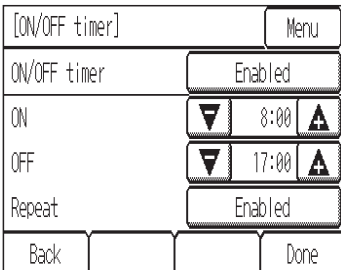 [ON/OFF timer] Menu
ON/OFF timer Enabled
ON 8:00
OFF 17:00
Repeat Enabled
Back Done